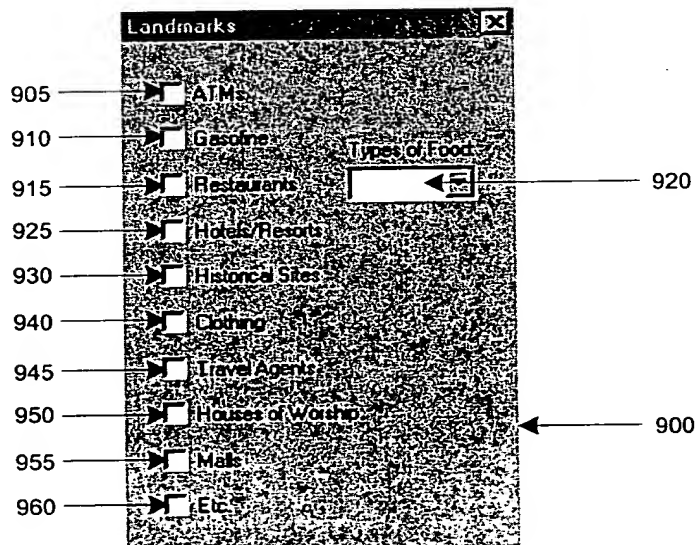 Landmarks
905 ATMs
910 Gasoline
Types of Food
915 Restaurants
920
925 Hotels/Resorts
930 Historical Sites
940 Clothing
945 Travel Agents
950 Houses of Worship
900
955 Malls
960 Etc.